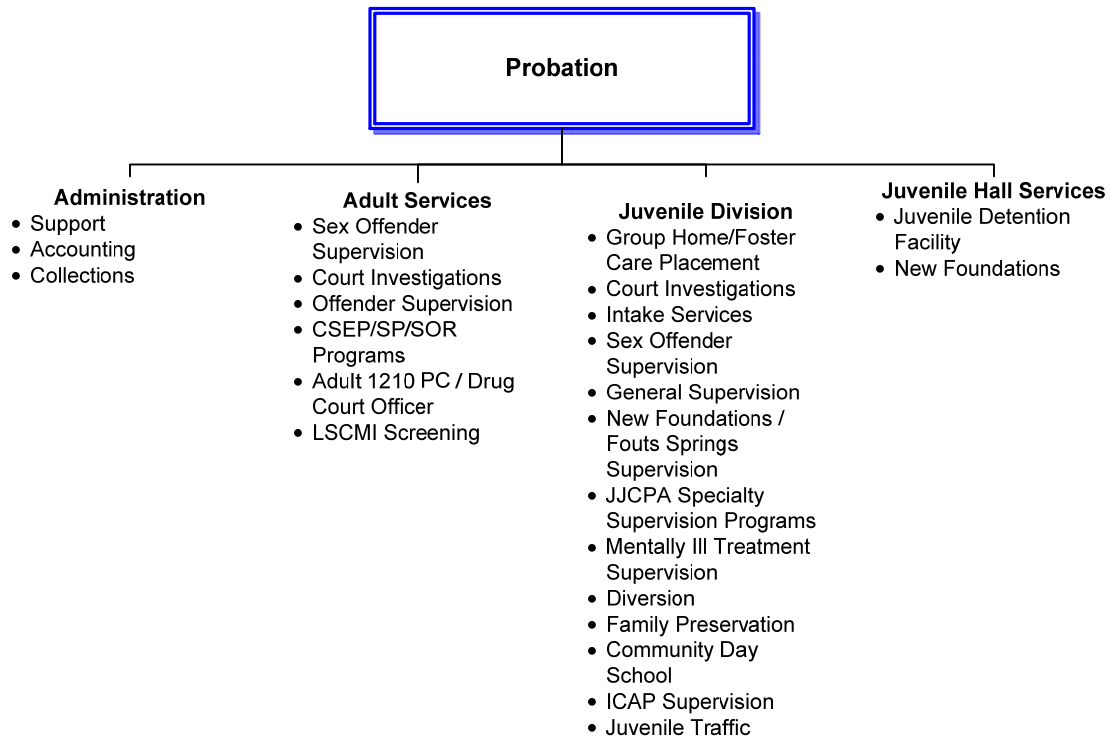 Probation
Administration
• Support
• Accounting
• Collections
Adult Services
• Sex Offender
Supervision
• Court Investigations
• Offender Supervision
• CSEP/SP/SOR
Programs
• Adult 1210 PC / Drug
Court Officer
• LSCMI Screening
Juvenile Division
• Group Home/Foster
Care Placement
• Court Investigations
• Intake Services
• Sex Offender
Supervision
• General Supervision
• New Foundations /
Fouts Springs
Supervision
• JJCPA Specialty
Supervision Programs
• Mentally Ill Treatment
Supervision
• Diversion
• Family Preservation
• Community Day
School
• ICAP Supervision
• Juvenile Traffic
Juvenile Hall Services
• Juvenile Detention
Facility
• New Foundations